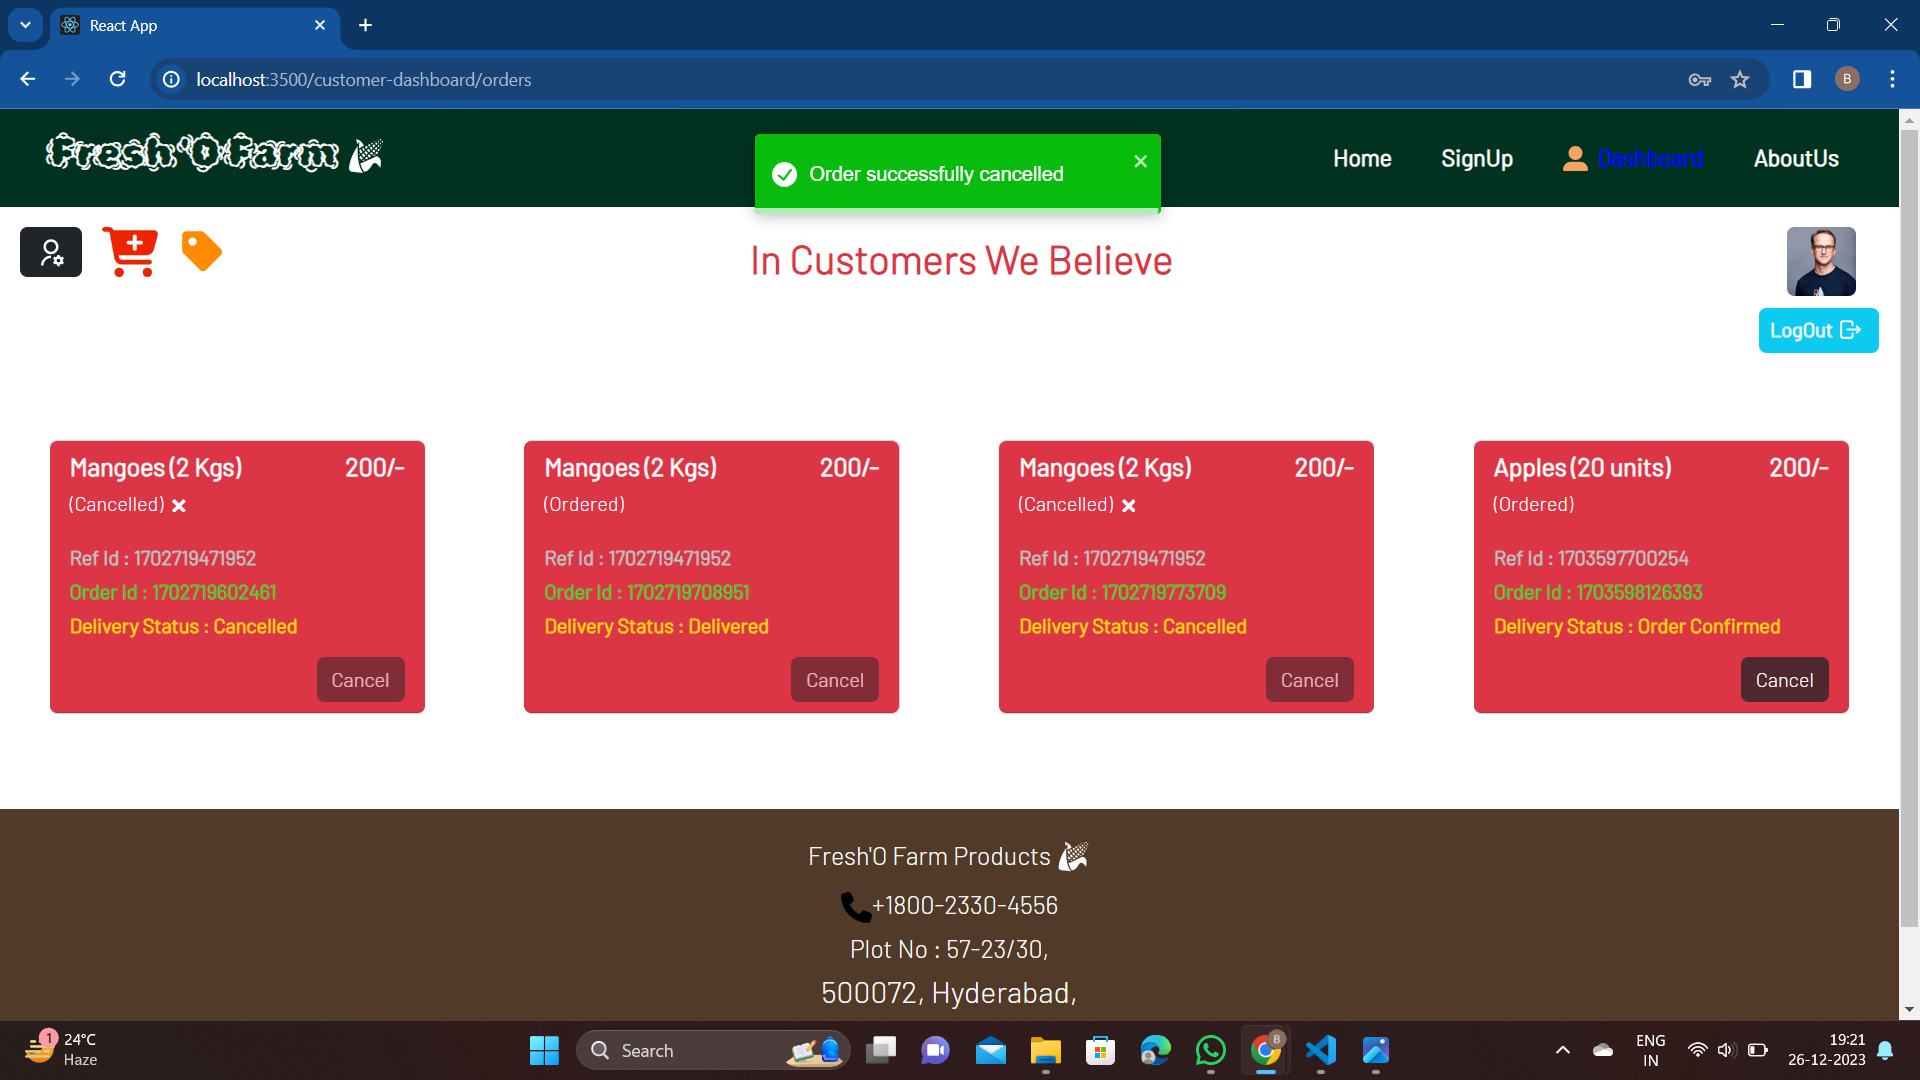 React App
localhost:3500/customer-dashboard/orders
B
Fresh'O Farm
Order successfully cancelled
Home
SignUp
Dashboard
AboutUs
In Customers We Believe
LogOut
Mangoes (2 Kgs) 200/-
(Cancelled)
Ref Id : 1702719471952
Order Id : 1702719602461
Delivery Status : Cancelled
Cancel
Mangoes (2 Kgs) 200/-
(Ordered)
Ref Id : 1702719471952
Order Id : 1702719708951
Delivery Status : Delivered
Cancel
Mangoes (2 Kgs) 200/-
(Cancelled)
Ref Id : 1702719471952
Order Id : 1702719773709
Delivery Status : Cancelled
Cancel
Apples (20 units) 200/-
(Ordered)
Ref Id : 1703597700254
Order Id : 1703598126393
Delivery Status : Order Confirmed
Cancel
Fresh'O Farm Products
+1800-2330-4556
Plot No : 57-23/30,
500072, Hyderabad,
1
24°C
Haze
Search
B
ENG
IN
19:21
26-12-2023